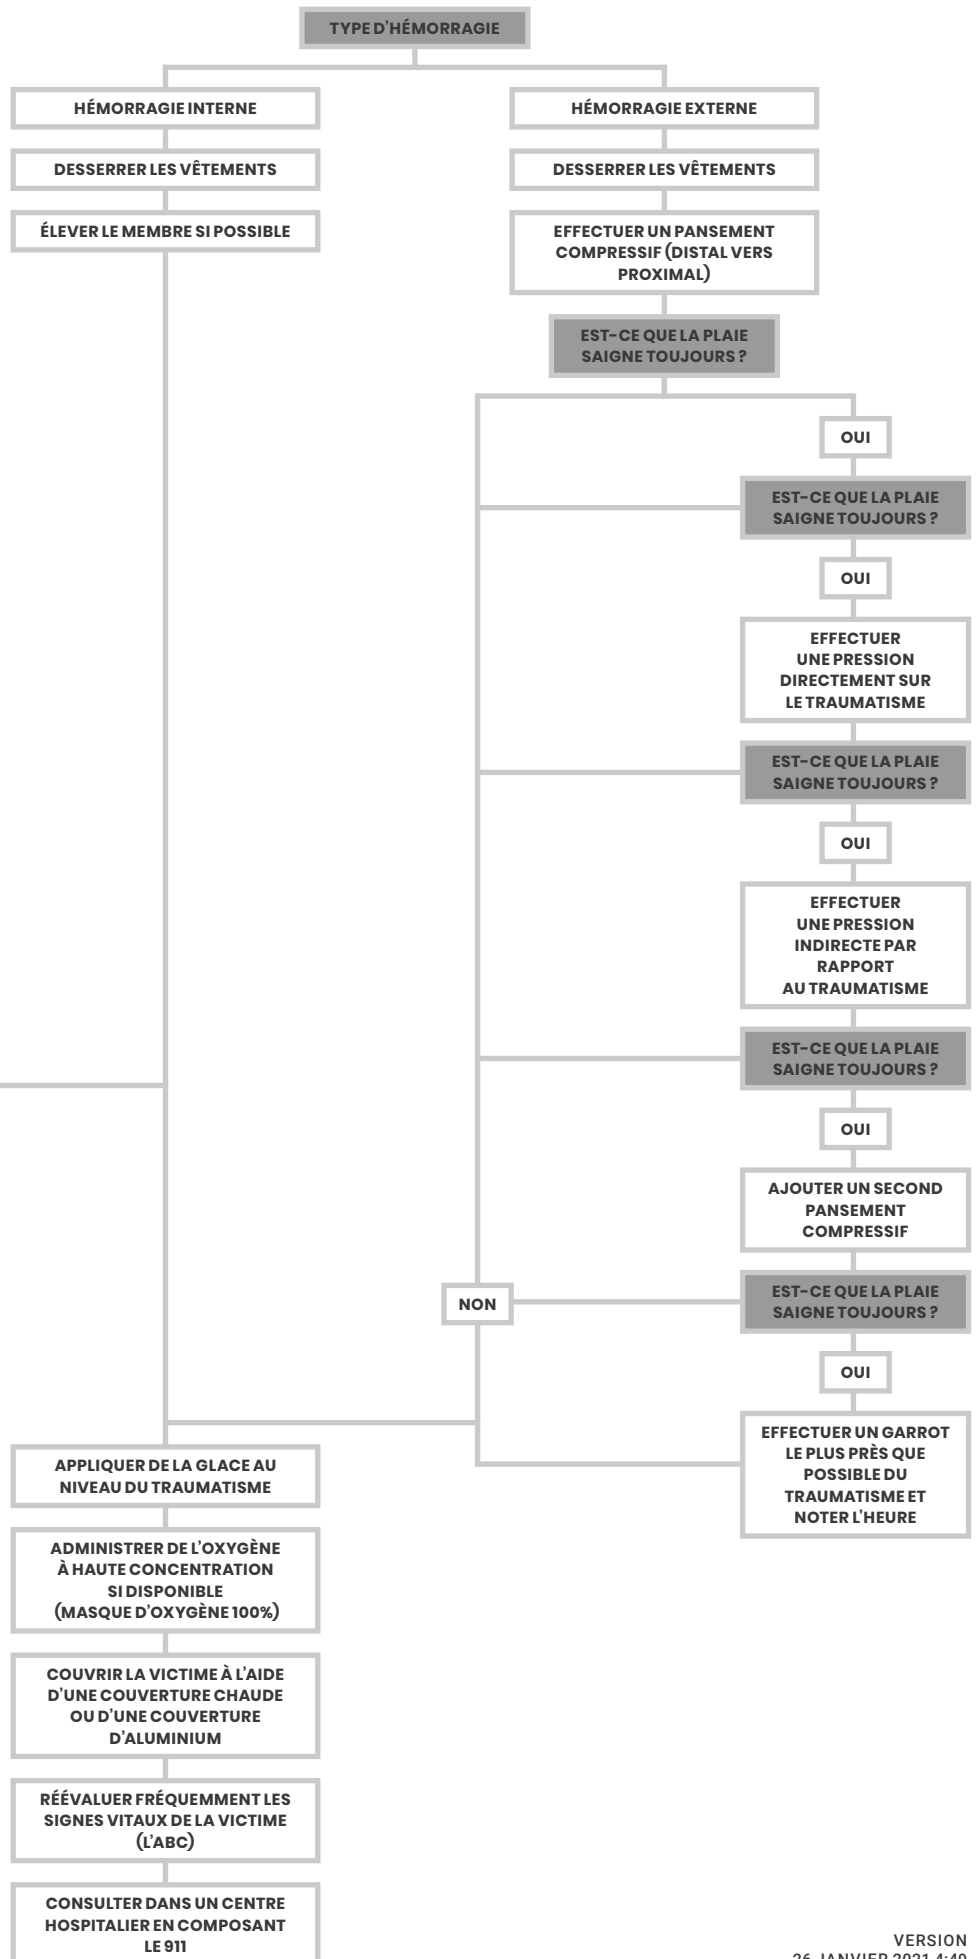 TYPE D'HÉMORRAGIE
HÉMORRAGIE INTERNE
DESSERRER LES VÊTEMENTS
ÉLEVER LE MEMBRE SI POSSIBLE
HÉMORRAGIE EXTERNE
DESSERRER LES VÊTEMENTS
EFFECTUER UN PANSEMENT
COMPRESSIF (DISTAL VERS
PROXIMAL)
EST-CE QUE LA PLAIE
SAIGNE TOUJOURS ?
OUI
EST-CE QUE LA PLAIE
SAIGNE TOUJOURS ?
OUI
EFFECTUER
UNE PRESSION
DIRECTEMENT SUR
LE TRAUMATISME
EST-CE QUE LA PLAIE
SAIGNE TOUJOURS ?
OUI
EFFECTUER
UNE PRESSION
INDIRECTE PAR
RAPPORT
AU TRAUMATISME
EST-CE QUE LA PLAIE
SAIGNE TOUJOURS ?
OUI
AJOUTER UN SECOND
PANSEMENT
COMPRESSIF
EST-CE QUE LA PLAIE
SAIGNE TOUJOURS ?
NON
OUI
EFFECTUER UN GARROT
LE PLUS PRÈS QUE
POSSIBLE DU
TRAUMATISME ET
NOTER L'HEURE
APPLIQUER DE LA GLACE AU
NIVEAU DU TRAUMATISME
ADMINISTRER DE L'OXYGÈNE
À HAUTE CONCENTRATION
SI DISPONIBLE
(MASQUE D'OXYGÈNE 100%)
COUVRIR LA VICTIME À L'AIDE
D'UNE COUVERTURE CHAUDE
OU D'UNE COUVERTURE
D'ALUMINIUM
RÉÉVALUER FRÉQUEMMENT LES
SIGNES VITAUX DE LA VICTIME
(L'ABC)
CONSULTER DANS UN CENTRE
HOSPITALIER EN COMPOSANT
LE 911
VERSION
26 JANVIER 2021 4:49